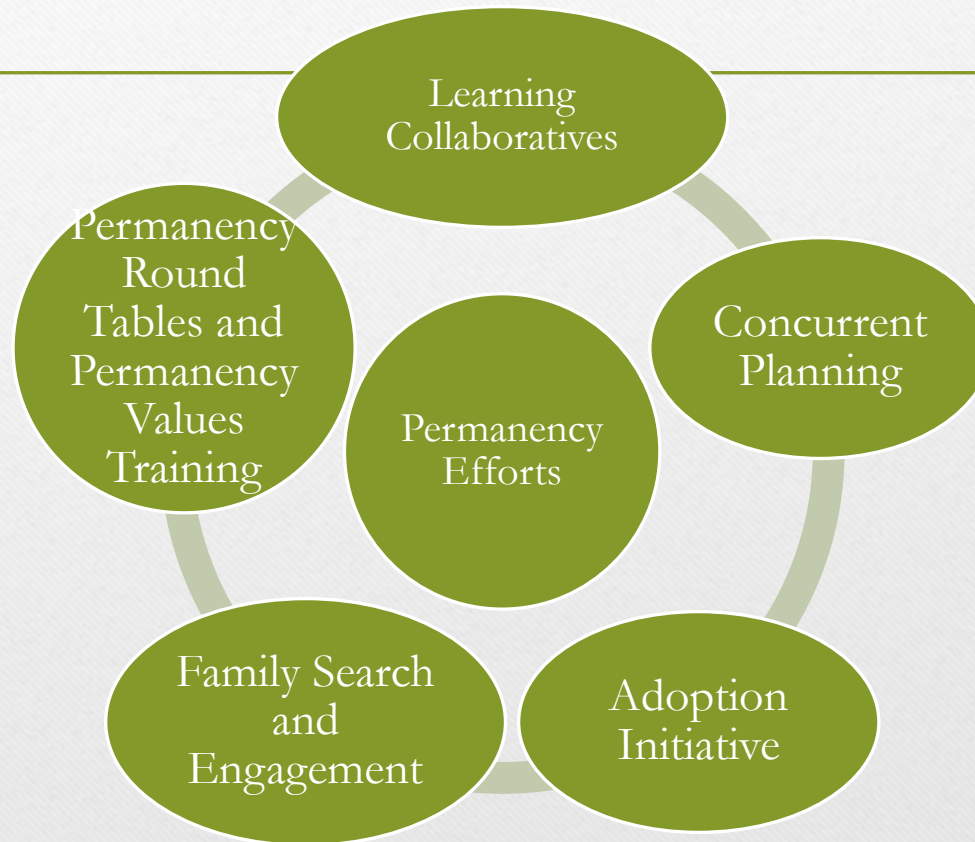 Learning
Collaboratives
Concurrent
Planning
Adoption
Initiative
Family Search
and
Engagement
Permanency
Round
Tables and
Permanency
Values
Training
Permanency
Efforts